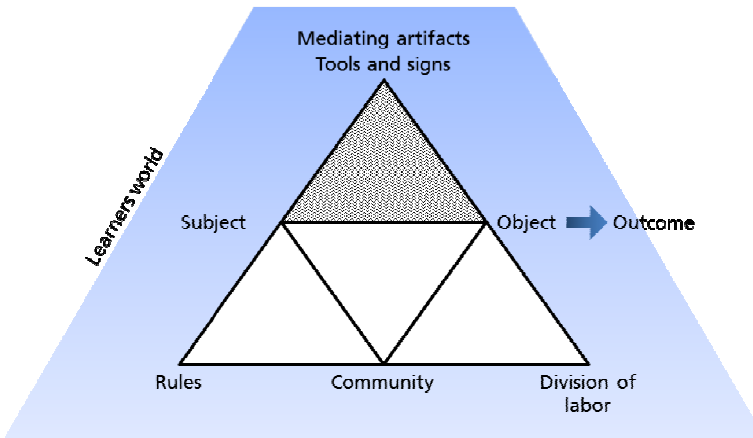 Mediating artifacts
Tools and signs
Learners world
Subject
Object
Outcome
Rules
Community
Division of
labor